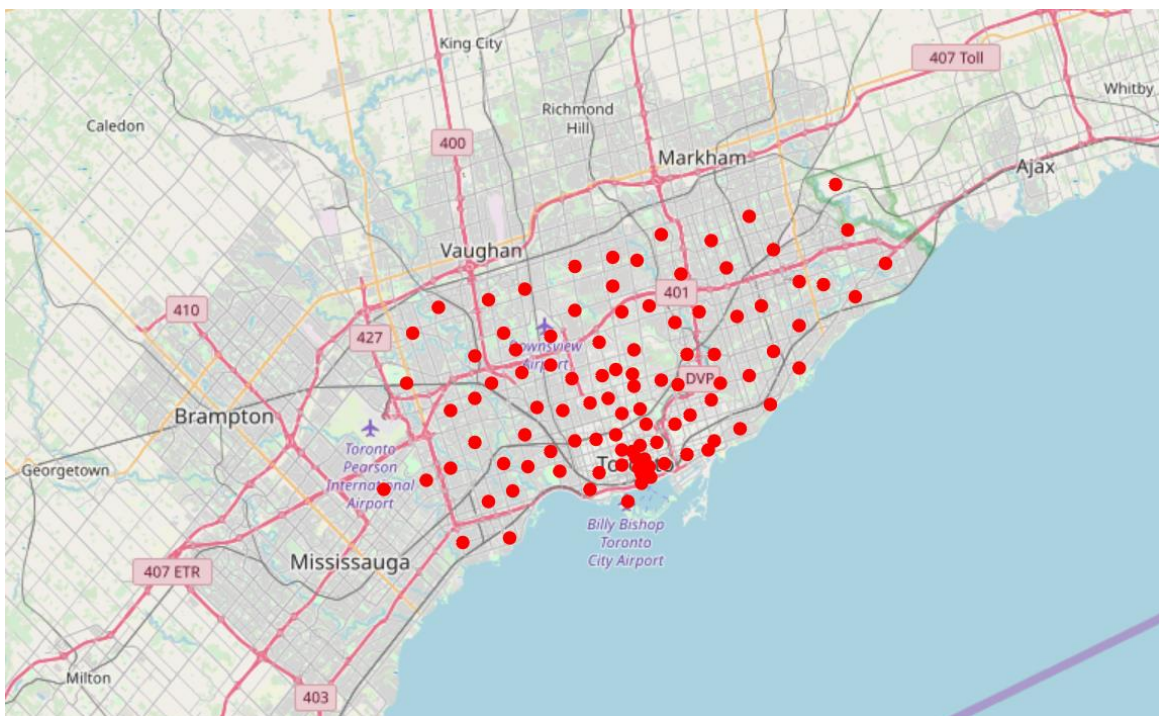 King City
407 Toll
Whitby
Richmond
Hill
Caledon
400
Markham
Ajax
Vaughan
401
410
427
Downsview
Airport
DVP
Brampton
Toronto
Pearson
International
Airport
Georgetown
Billy Bishop
Toronto
City Airport
Mississauga
407 ETR
Milton
403